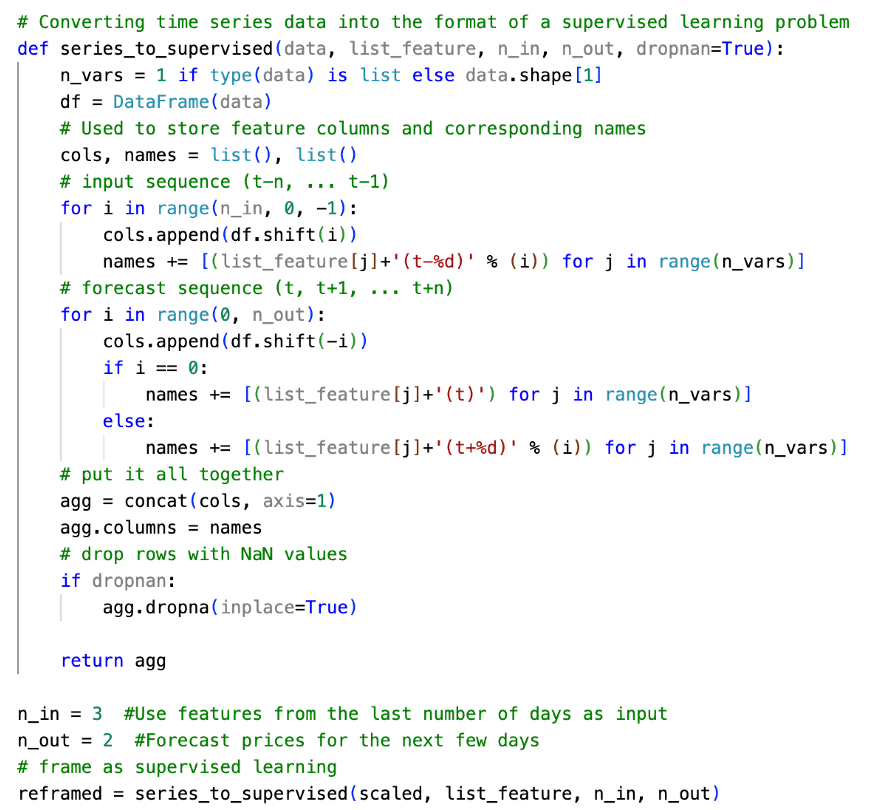 # Converting time series data into the format of a supervised learning problem
def series_to_supervised(data, list_feature, n_in, n_out, dropnan=True):
    n_vars = 1 if type(data) is list else data.shape[1]
    df = DataFrame(data)
    # Used to store feature columns and corresponding names
    cols, names = list(), list()
    # input sequence (t-n, ... t-1)
    for i in range(n_in, 0, -1):
        cols.append(df.shift(i))
        names += [(list_feature[j]+'(t-%d)' % (i)) for j in range(n_vars)]
    # forecast sequence (t, t+1, ... t+n)
    for i in range(0, n_out):
        cols.append(df.shift(-i))
        if i == 0:
            names += [(list_feature[j]+'(t)') for j in range(n_vars)]
        else:
            names += [(list_feature[j]+'(t+%d)' % (i)) for j in range(n_vars)]
    # put it all together
    agg = concat(cols, axis=1)
    agg.columns = names
    # drop rows with NaN values
    if dropnan:
        agg.dropna(inplace=True)
    return agg
n_in = 3  #Use features from the last number of days as input
n_out = 2  #Forecast prices for the next few days
# frame as supervised learning
reframed = series_to_supervised(scaled, list_feature, n_in, n_out)